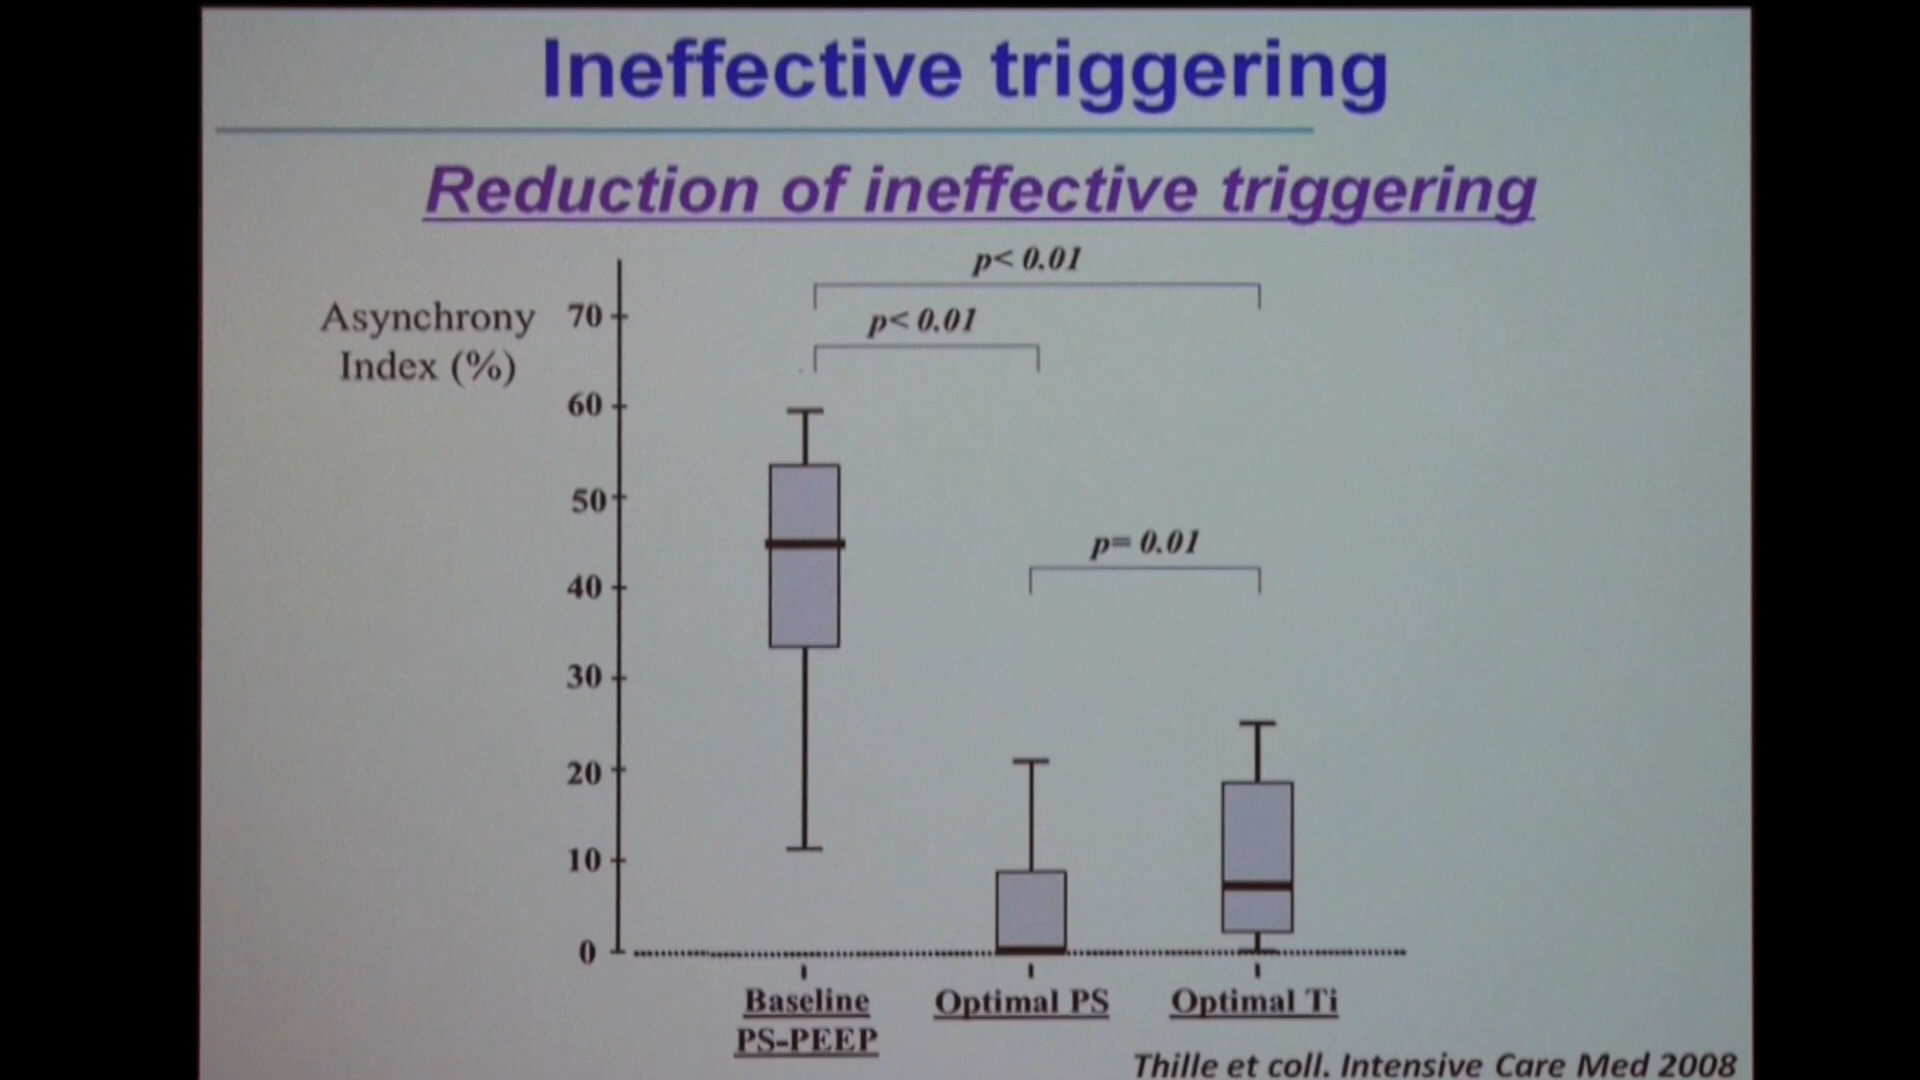 Ineffective triggering
Reduction of ineffective triggering
p< 0.01
Asynchrony
Index (%)
70
p< 0.01
60
50
p= 0.01
40
30
20
10
0
Baseline
PS-PEEP
Optimal PS
Optimal Ti
Thille et coll. Intensive Care Med 2008